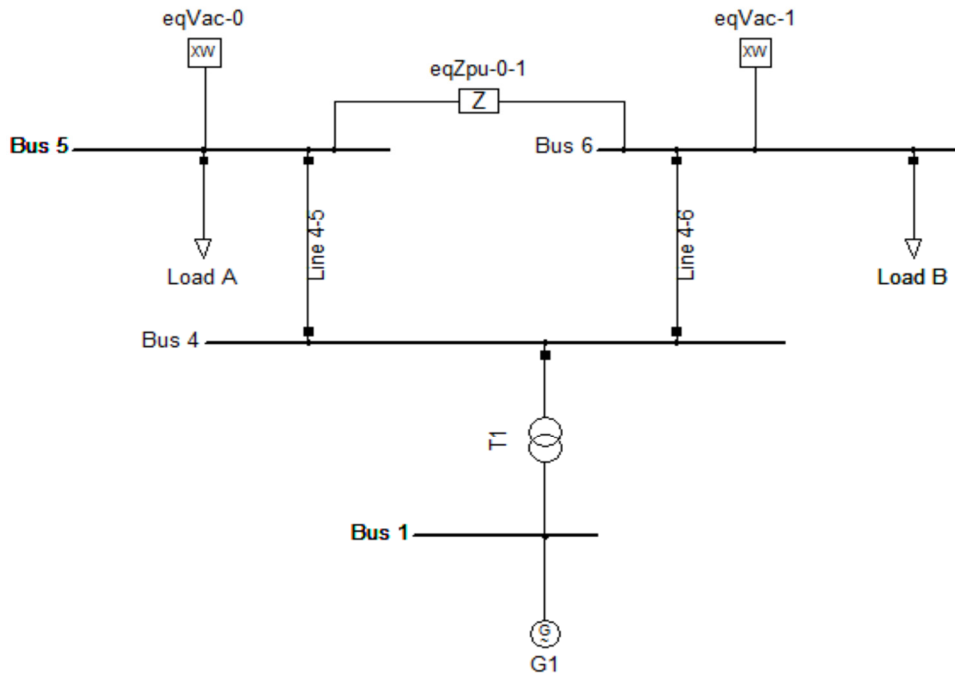 eqVac-0
eqVac-1
XW
XW
eqZpu-0-1
Z
Bus 5
Bus 6
Line 4-5
Line 4-6
Load A
Load B
Bus 4
T1
Bus 1
G
~
G1